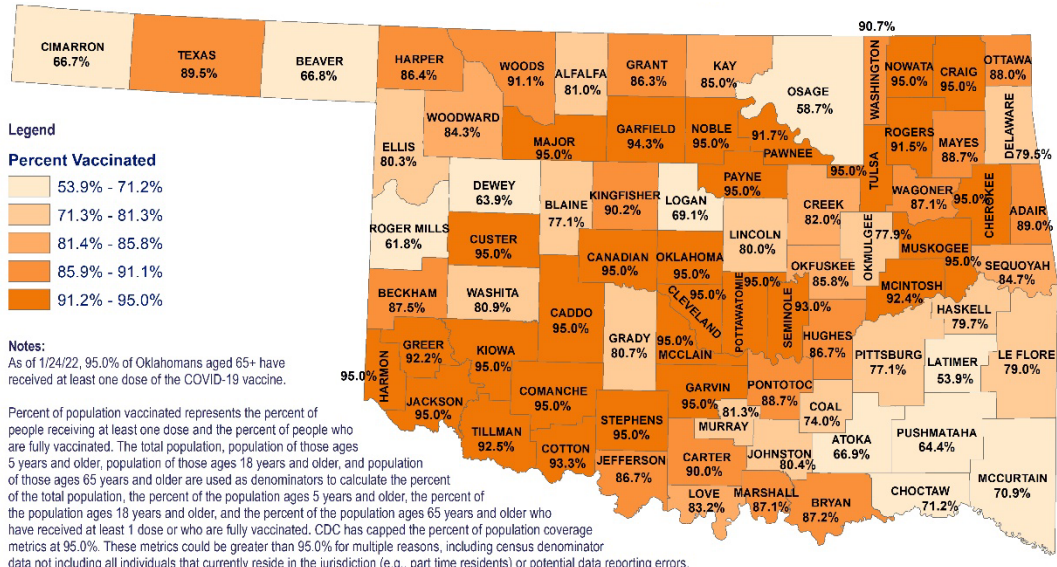 90.7%
CIMARRON
66.7%
TEXAS
89.5%
BEAVER
66.8%
HARPER
86.4%
WOODS
91.1%
ALFALFA
81.0%
GRANT
86.3%
KAY
85.0%
OSAGE
58.7%
WASHINGTON
NOWATA
95.0%
CRAIG
95.0%
OTTAWA
88.0%
WOODWARD
84.3%
ELLIS
80.3%
MAJOR
95.0%
GARFIELD
94.3%
NOBLE
95.0%
91.7%
PAWNEE
95.0%
TULSA
ROGERS
91.5%
MAYES
88.7%
DELAWARE
79.5%
DEWEY
63.9%
BLAINE
77.1%
KINGFISHER
90.2%
LOGAN
69.1%
PAYNE
95.0%
CREEK
82.0%
WAGONER
87.1%
95.0%
CHEROKEE
ADAIR
89.0%
ROGER MILLS
61.8%
CUSTER
95.0%
CANADIAN
95.0%
OKLAHOMA
95.0%
LINCOLN
80.0%
OKMULGEE
77.9%
MUSKOGEE
95.0%
OKFUSKEE
85.8%
SEQUOYAH
84.7%
BECKHAM
87.5%
WASHITA
80.9%
CADDO
95.0%
GRADY
80.7%
95.0%
CLEVELAND
95.0%
MCCLAIN
POTTAWATOMIE
95.0%
SEMINOLE
93.0%
HUGHES
86.7%
MCINTOSH
92.4%
HASKELL
79.7%
PITTSBURG
77.1%
LATIMER
53.9%
LE FLORE
79.0%
GREER
92.2%
KIOWA
95.0%
95.0%
HARMON
JACKSON
95.0%
TILLMAN
92.5%
COMANCHE
95.0%
COTTON
93.3%
STEPHENS
95.0%
JEFFERSON
86.7%
GARVIN
95.0%
81.3%
MURRAY
PONTOTOC
88.7%
COAL
74.0%
CARTER
90.0%
JOHNSTON
80.4%
ATOKA
66.9%
PUSHMATAHA
64.4%
LOVE
83.2%
MARSHALL
87.1%
BRYAN
87.2%
CHOCTAW
71.2%
MCCURTAIN
70.9%
Legend
Percent Vaccinated
53.9% - 71.2%
71.3% - 81.3%
81.4% - 85.8%
85.9% - 91.1%
91.2% - 95.0%
Notes:
As of 1/24/22, 95.0% of Oklahomans aged 65+ have
received at least one dose of the COVID-19 vaccine.
Percent of population vaccinated represents the percent of
people receiving at least one dose and the percent of people who
are fully vaccinated. The total population, population of those ages
5 years and older, population of those ages 18 years and older, and population
of those ages 65 years and older are used as denominators to calculate the percent
of the total population, the percent of the population ages 5 years and older, the percent of
the population ages 18 years and older, and the percent of the population ages 65 years and older who
have received at least 1 dose or who are fully vaccinated. CDC has capped the percent of population coverage
metrics at 95.0%. These metrics could be greater than 95.0% for multiple reasons, including census denominator
data not including all individuals that currently reside in the jurisdiction (e.g., part time residents) or potential data reporting errors.